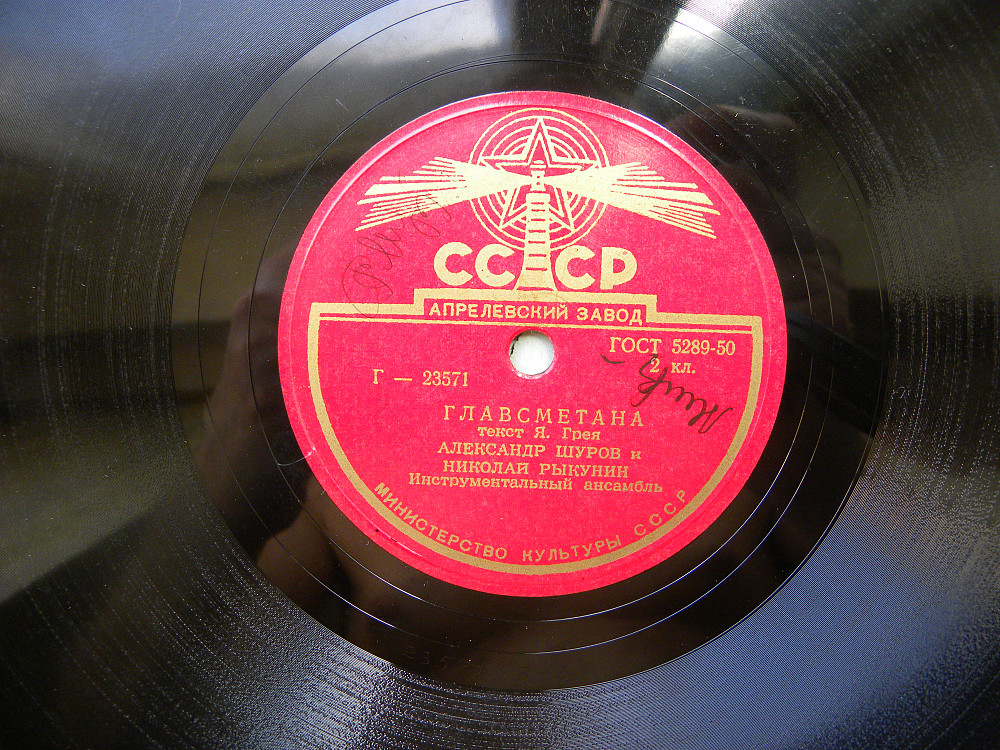 СССР
АПРЕЛЕВСКИЙ ЗАВОД
ГОСТ 5289-50
2 кл.
Г — 23571
ГЛАВСМЕТАНА
текст Я. Грея
АЛЕКСАНДР ШУРОВ и
НИКОЛАЙ РЫКУНИН
Инструментальный ансамбль
МИНИСТЕРСТВО КУЛЬТУРЫ СССР